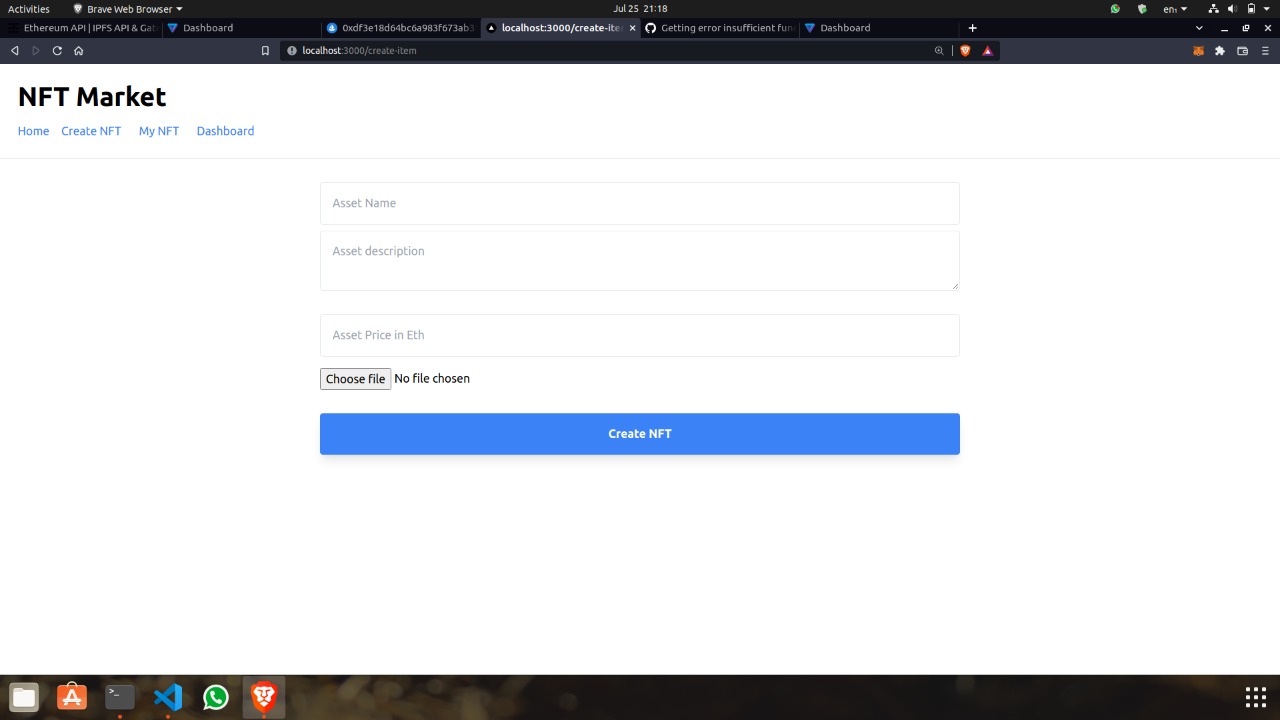 Activities Brave Web Browser Jul 25 21:18 en
Ethereum API | IPFS API & Gat Dashboard 0xdf3e18d64bc6a983f673ab3 localhost:3000/create-ite Getting error insufficient fun Dashboard
localhost:3000/create-item
NFT Market
Home Create NFT My NFT Dashboard
Asset Name
Asset description
Asset Price in Eth
Choose file No file chosen
Create NFT